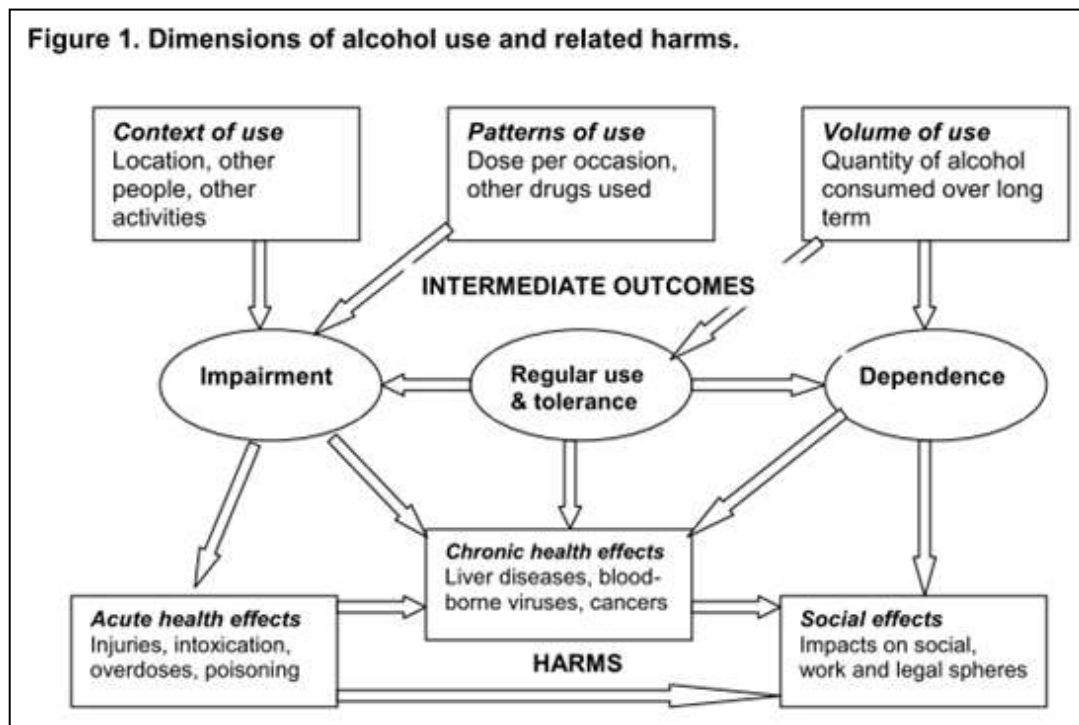 Figure 1. Dimensions of alcohol use and related harms.
Context of use
Location, other
people, other
activities
Patterns of use
Dose per occasion,
other drugs used
Volume of use
Quantity of alcohol
consumed over long
term
INTERMEDIATE OUTCOMES
Impairment
Regular use
& tolerance
Dependence
Chronic health effects
Liver diseases, blood-
borne viruses, cancers
Acute health effects
Injuries, intoxication,
overdoses, poisoning
Social effects
Impacts on social,
work and legal spheres
HARMS